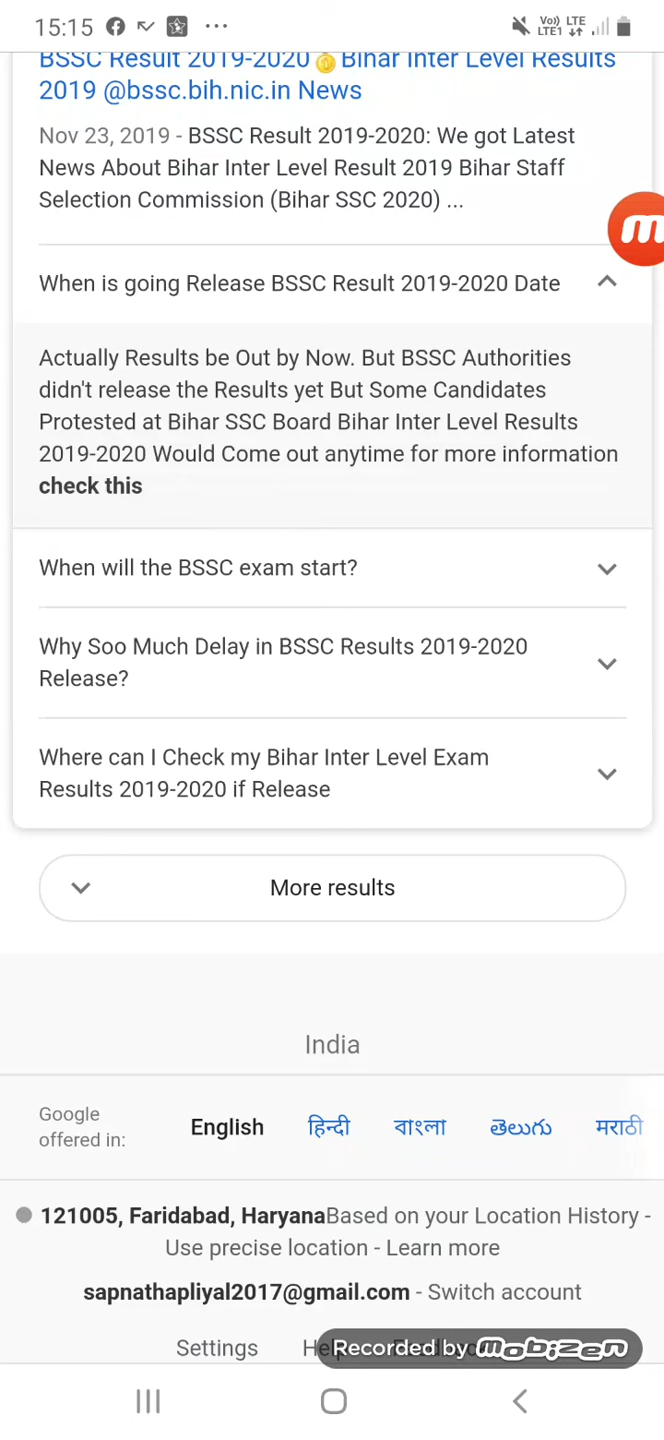 15:15
Vo)) LTE
LTE1
BSSC Result 2019-2020 Bihar Inter Level Results
2019 @bssc.bih.nic.in News
Nov 23, 2019 - BSSC Result 2019-2020: We got Latest
News About Bihar Inter Level Result 2019 Bihar Staff
Selection Commission (Bihar SSC 2020) ...
When is going Release BSSC Result 2019-2020 Date
Actually Results be Out by Now. But BSSC Authorities
didn't release the Results yet But Some Candidates
Protested at Bihar SSC Board Bihar Inter Level Results
2019-2020 Would Come out anytime for more information
check this
When will the BSSC exam start?
Why Soo Much Delay in BSSC Results 2019-2020
Release?
Where can I Check my Bihar Inter Level Exam
Results 2019-2020 if Release
More results
India
Google
offered in:
English हिन्दी বাংলা తెలుగు मराठी
121005, Faridabad, HaryanaBased on your Location History -
Use precise location - Learn more
sapnathapliyal2017@gmail.com - Switch account
Settings
Recorded by Mobizen